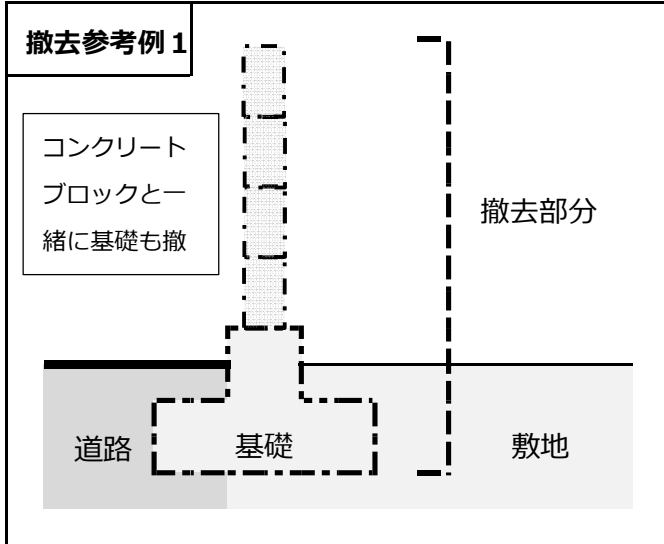 撤去参考例1
コンクリート
ブロックと一
緒に基礎も撤
撤去部分
道路
基礎
敷地